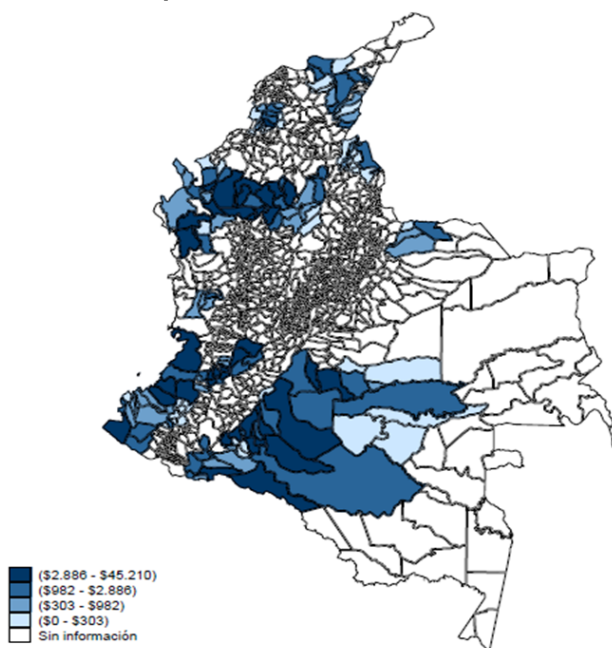 ($2.886 - $45.210)
($982 - $2.886)
($303 - $982)
($0 - $303)
Sin información